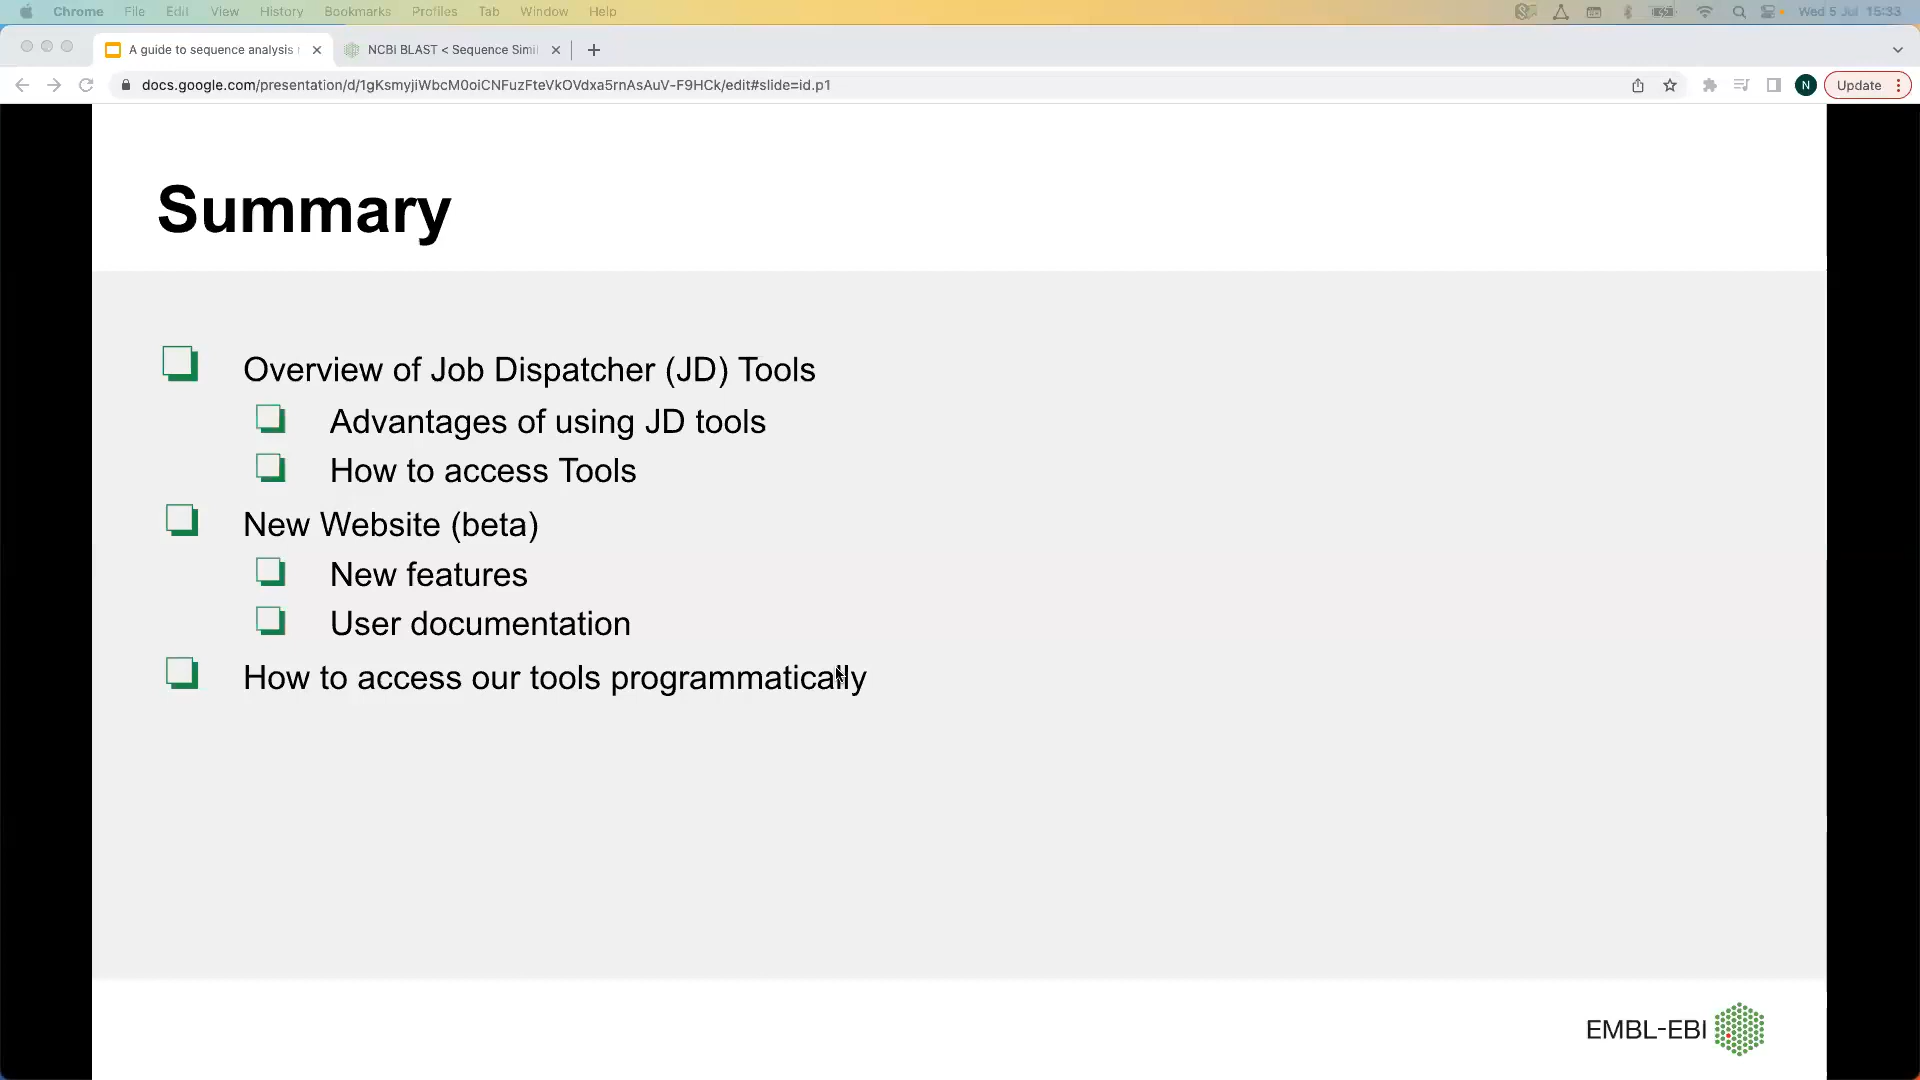 Chrome File Edit View History Bookmarks Profiles Tab Window Help Wed 5 Jul 15:33
A guide to sequence analysis NCBI BLAST < Sequence Simil
docs.google.com/presentation/d/1gKsmyjiWbcM0oiCNFuzFteVkOVdxa5rnAsAuV-F9HCk/edit#slide=id.p1 N Update
Summary
Overview of Job Dispatcher (JD) Tools
Advantages of using JD tools
How to access Tools
New Website (beta)
New features
User documentation
How to access our tools programmatically
EMBL-EBI